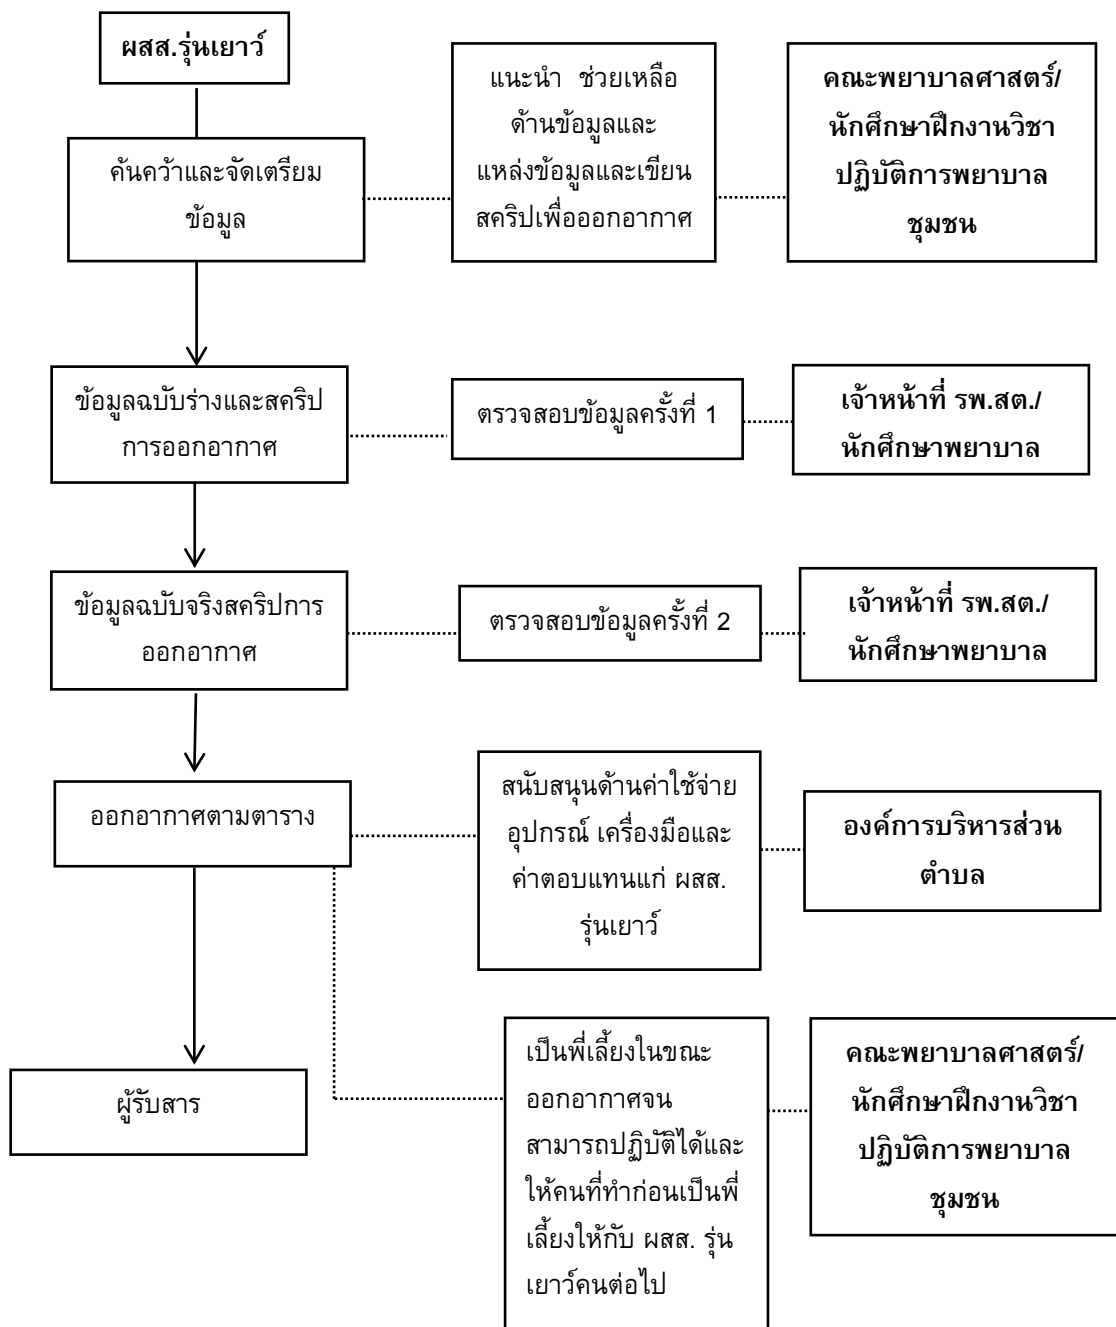 ผสส.รุ่นเยาว์
ค้นคว้าและจัดเตรียม
ข้อมูล
แนะนำ ช่วยเหลือ
ด้านข้อมูลและ
แหล่งข้อมูลและเขียน
สคริปเพื่อออกอากาศ
คณะพยาบาลศาสตร์/
นักศึกษาฝึกงานวิชา
ปฏิบัติการพยาบาล
ชุมชน
ข้อมูลฉบับร่างและสคริป
การออกอากาศ
ตรวจสอบข้อมูลครั้งที่ 1
เจ้าหน้าที่ รพ.สต./
นักศึกษาพยาบาล
ข้อมูลฉบับจริงสคริปการ
ออกอากาศ
ตรวจสอบข้อมูลครั้งที่ 2
เจ้าหน้าที่ รพ.สต./
นักศึกษาพยาบาล
ออกอากาศตามตาราง
สนับสนุนด้านค่าใช้จ่าย
อุปกรณ์ เครื่องมือและ
ค่าตอบแทนแก่ ผสส.
รุ่นเยาว์
องค์การบริหารส่วน
ตำบล
ผู้รับสาร
เป็นพี่เลี้ยงในขณะ
ออกอากาศจน
สามารถปฏิบัติได้และ
ให้คนที่ทำก่อนเป็นพี่
เลี้ยงให้กับ ผสส. รุ่น
เยาว์คนต่อไป
คณะพยาบาลศาสตร์/
นักศึกษาฝึกงานวิชา
ปฏิบัติการพยาบาล
ชุมชน